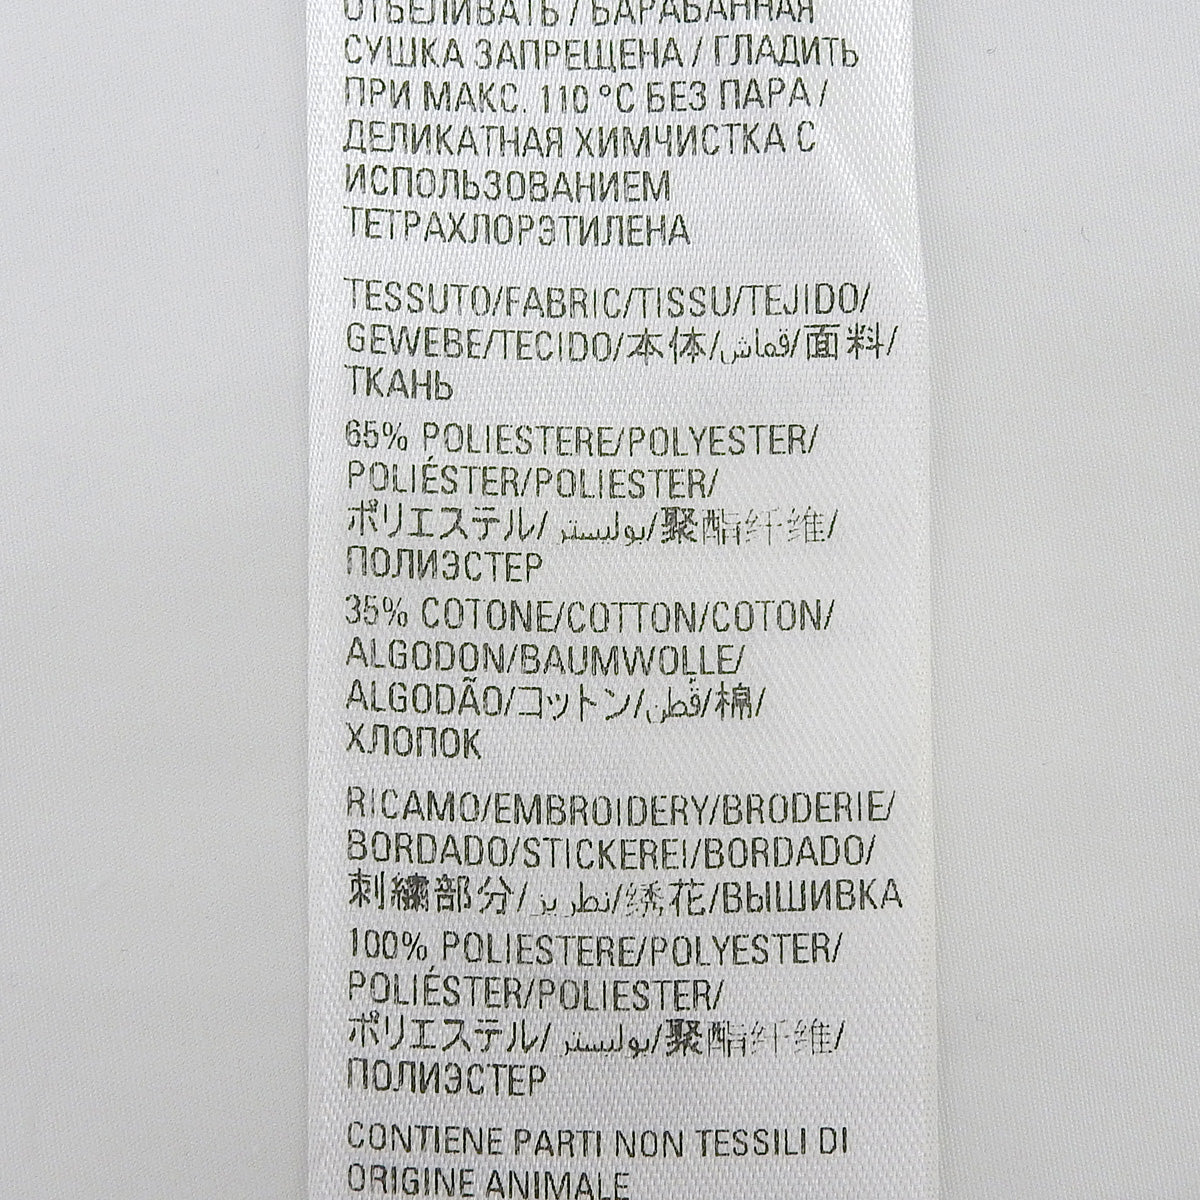 ОТБЕЛИВАТЬ / БАРАБАННАЯ
СУШКА ЗАПРЕЩЕНА / ГЛАДИТЬ
ПРИ МАКС. 110 °C БЕЗ ПАРА /
ДЕЛИКАТНАЯ ХИМЧИСТКА С
ИСПОЛЬЗОВАНИЕМ
ТЕТРАХЛОРЭТИЛЕНА
TESSUTO/FABRIC/TISSU/TEJIDO/
GEWEBE/TECIDO/本体/قماش/面料/
ТКАНЬ
65% POLIESTERE/POLYESTER/
POLIÉSTER/POLIESTER/
ポリエステル/بوليستر/聚酯纤维/
ПОЛИЭСТЕР
35% COTONE/COTTON/COTON/
ALGODON/BAUMWOLLE/
ALGODÃO/コットン/قطن/棉/
ХЛОПОК
RICAMO/EMBROIDERY/BRODERIE/
BORDADO/STICKEREI/BORDADO/
刺繍部分/تطريز/绣花/ВЫШИВКА
100% POLIESTERE/POLYESTER/
POLIÉSTER/POLIESTER/
ポリエステル/بوليستر/聚酯纤维/
ПОЛИЭСТЕР
CONTIENE PARTI NON TESSILI DI
ORIGINE ANIMALE